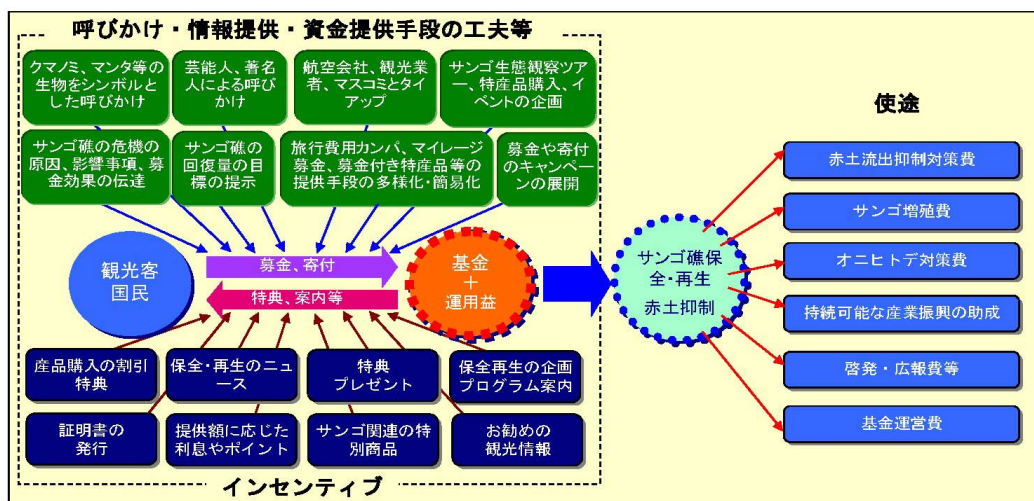 呼びかけ・情報提供・資金提供手段の工夫等
クマノミ、マンタ等の
生物をシンボルと
した呼びかけ
芸能人、著名
人による呼び
かけ
航空会社、観光業
者、マスコミとタイ
アップ
サンゴ生態観察ツア
ー、特産品購入、イ
ベントの企画
サンゴ礁の危機の
原因、影響事項、募
金効果の伝達
サンゴ礁の
回復量の目
標の提示
旅行費用カンパ、マイレージ
募金、募金付き特産品等の
提供手段の多様化・簡易化
募金や寄付
のキャンペー
ンの展開
観光客
国民
募金、寄付
特典、案内等
基金
＋
運用益
サンゴ礁保
全・再生
赤土抑制
産品購入の割引
特典
保全・再生のニュ
ース
特典
プレゼント
保全再生の企画
プログラム案内
証明書の
発行
提供額に応じた
利息やポイント
サンゴ関連の特
別商品
お勧めの
観光情報
インセンティブ
使途
赤土流出抑制対策費
サンゴ増殖費
オニヒトデ対策費
持続可能な産業振興の助成
啓発・広報費等
基金運営費